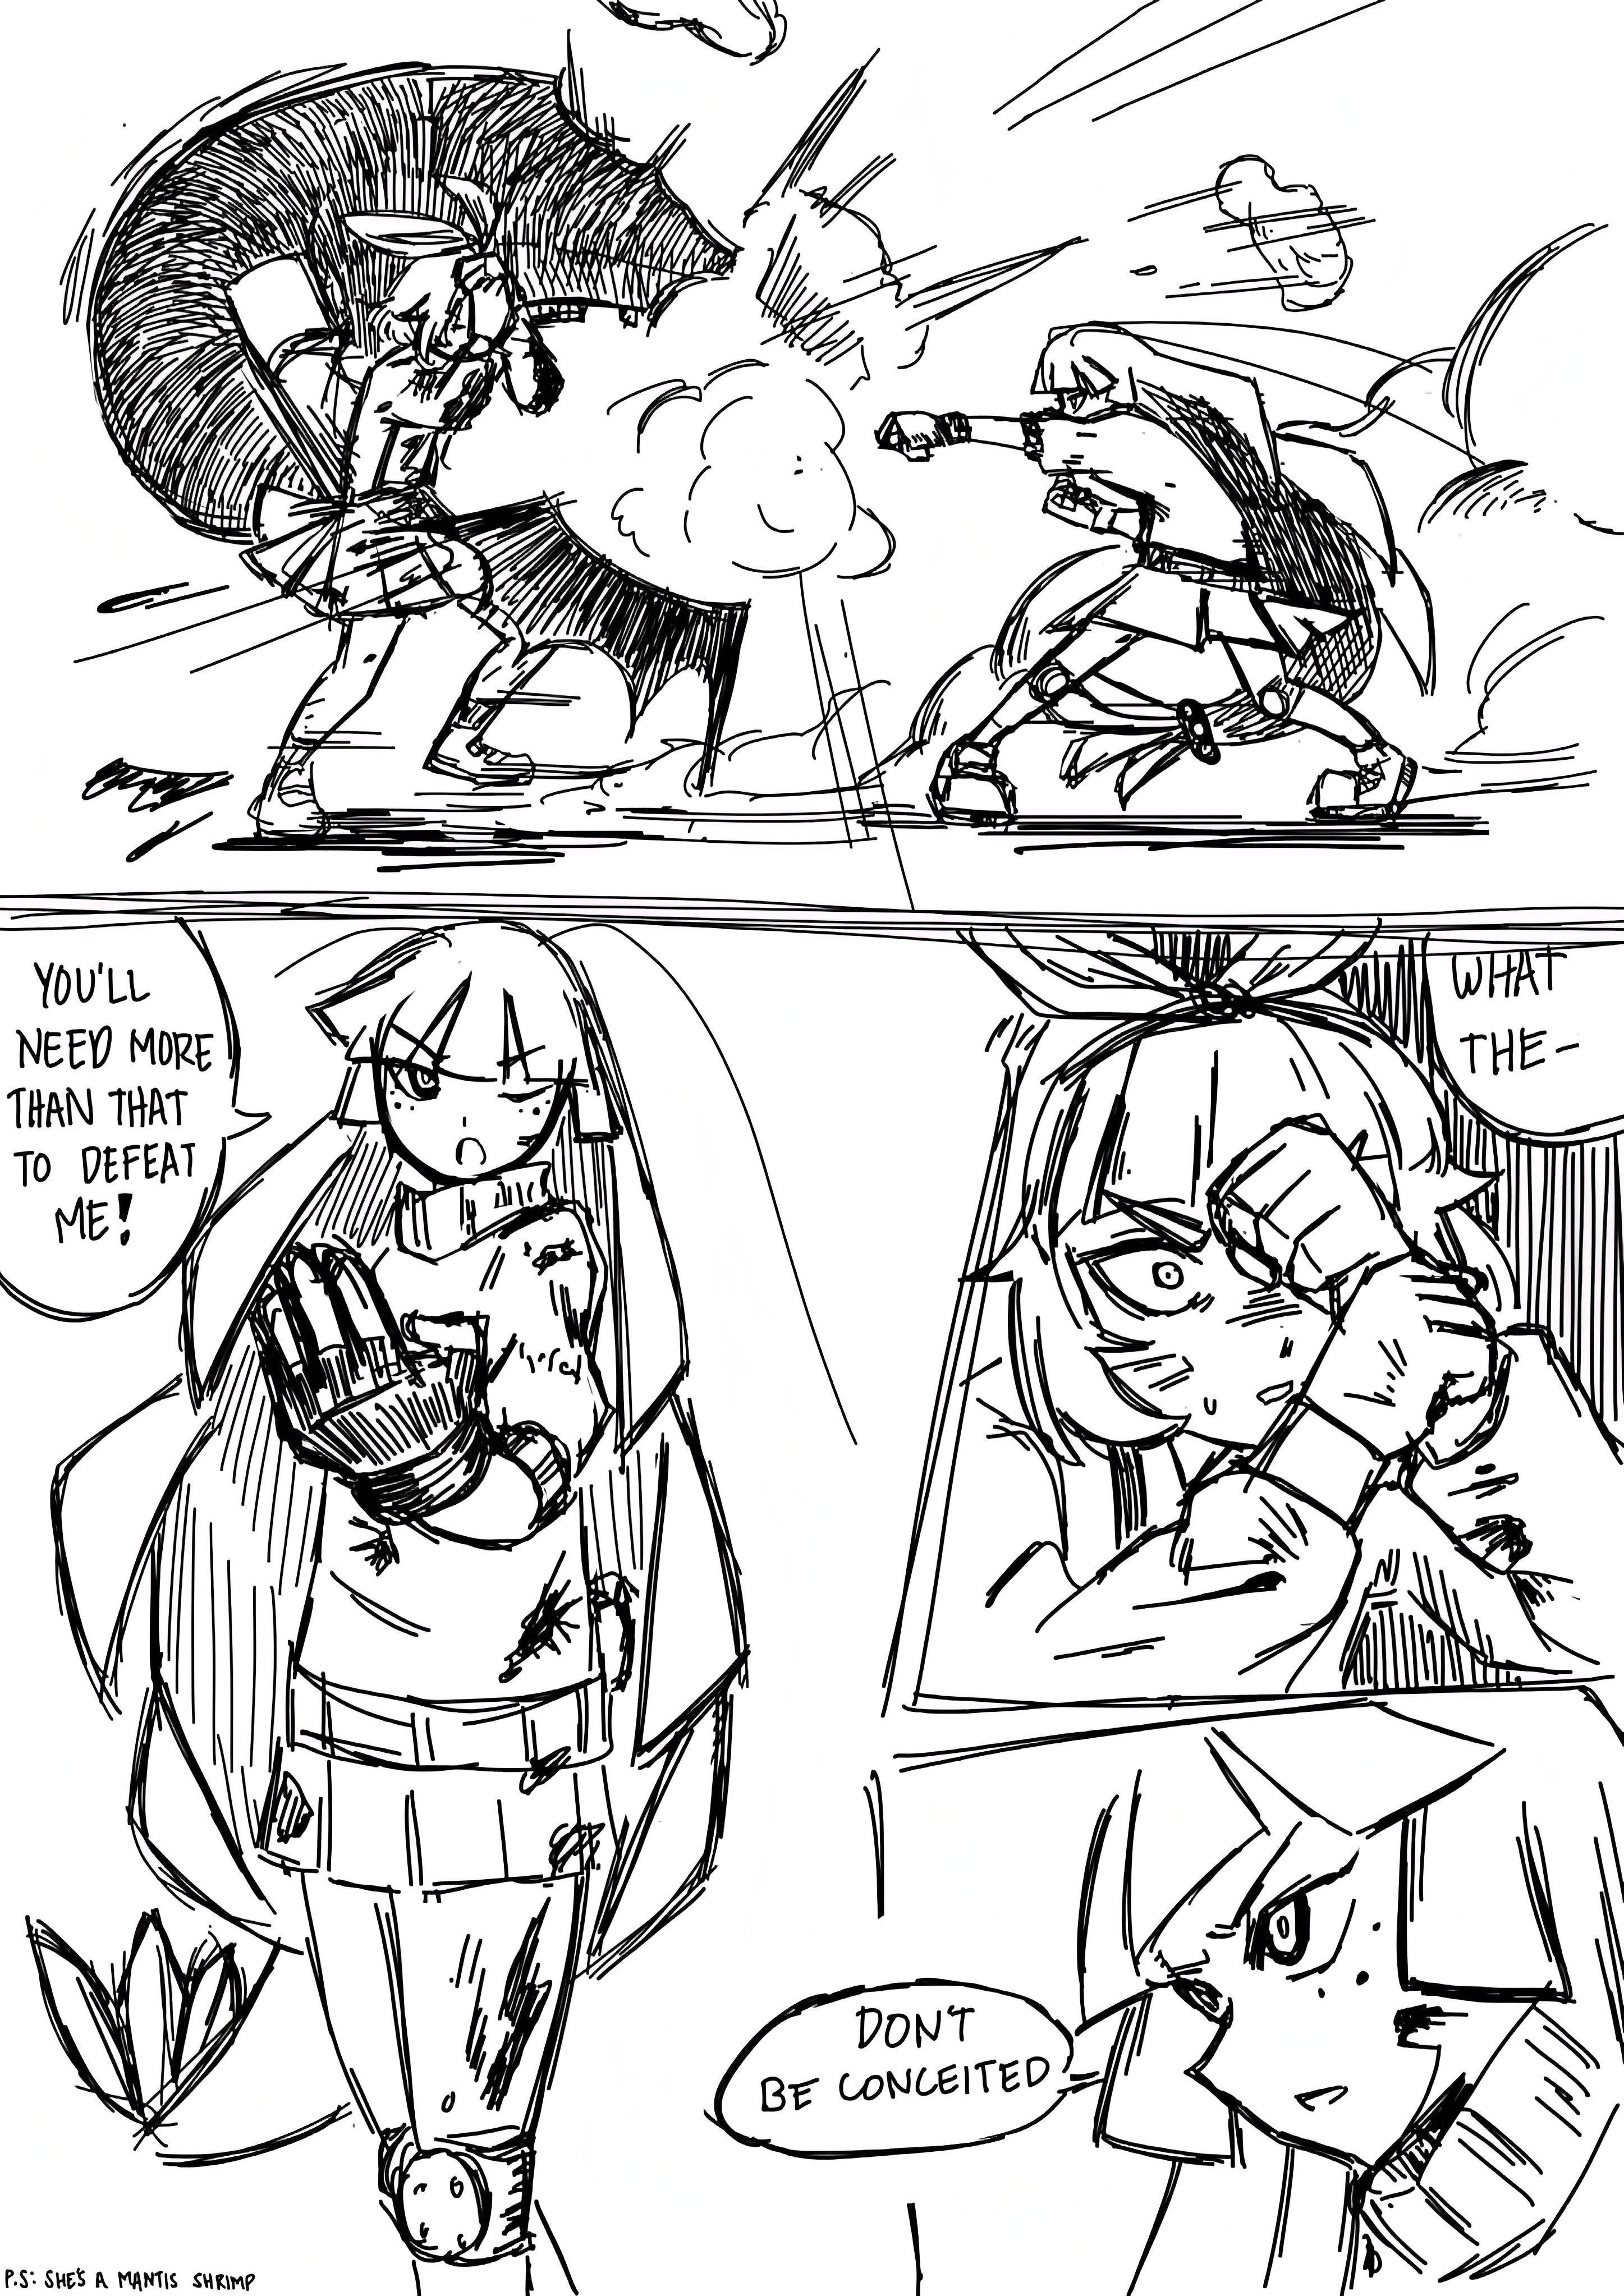 YOU'LL
NEED MORE
THAN THAT
TO DEFEAT
ME!
WHAT
THE-
DON'T
BE CONCEITED
P.S: SHE'S A MANTIS SHRIMP